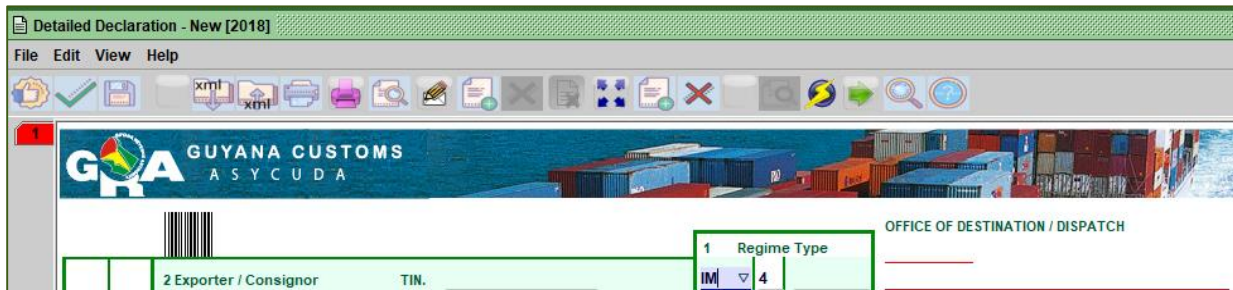 Detailed Declaration - New [2018]
File Edit View Help
xml xml
1
GRA GUYANA CUSTOMS
ASYCUDA
OFFICE OF DESTINATION / DISPATCH
1 Regime Type
2 Exporter / Consignor TIN. IM 4